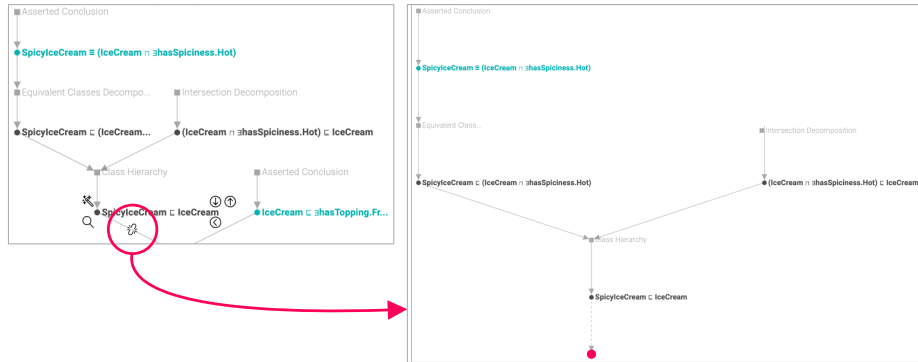 Asserted Conclusion
SpicyIceCream ≡ (IceCream ⊓ ∃hasSpiciness.Hot)
Equivalent Classes Decompo...
Intersection Decomposition
SpicyIceCream ⊑ (IceCream...
(IceCream ⊓ ∃hasSpiciness.Hot) ⊑ IceCream
Class Hierarchy
Asserted Conclusion
SpicyIceCream ⊑ IceCream
IceCream ⊑ ∃hasTopping.Fr...
Asserted Conclusion
SpicyIceCream ≡ (IceCream ⊓ ∃hasSpiciness.Hot)
Equivalent Class...
Intersection Decomposition
SpicyIceCream ⊑ (IceCream ⊓ ∃hasSpiciness.Hot)
(IceCream ⊓ ∃hasSpiciness.Hot) ⊑ IceCream
Class Hierarchy
SpicyIceCream ⊑ IceCream